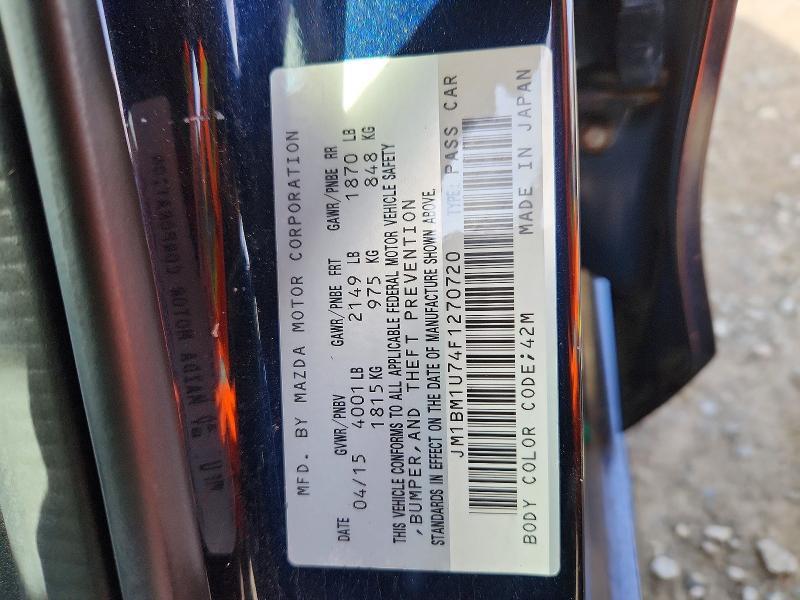 MFD. BY MAZDA MOTOR CORPORATION
DATE GVWR/PNBV GAWR/PNBE FRT GAWR/PNBE RR
04/15 4001LB 2149 LB 1870 LB
1815KG 975 KG 848 KG
THIS VEHICLE CONFORMS TO ALL APPLICABLE FEDERAL MOTOR VEHICLE SAFETY
,BUMPER,AND THEFT PREVENTION
STANDARDS IN EFFECT ON THE DATE OF MANUFACTURE SHOWN ABOVE.
JM1BM1U74F1270720 TYPE: PASS CAR
BODY COLOR CODE;42M MADE IN JAPAN